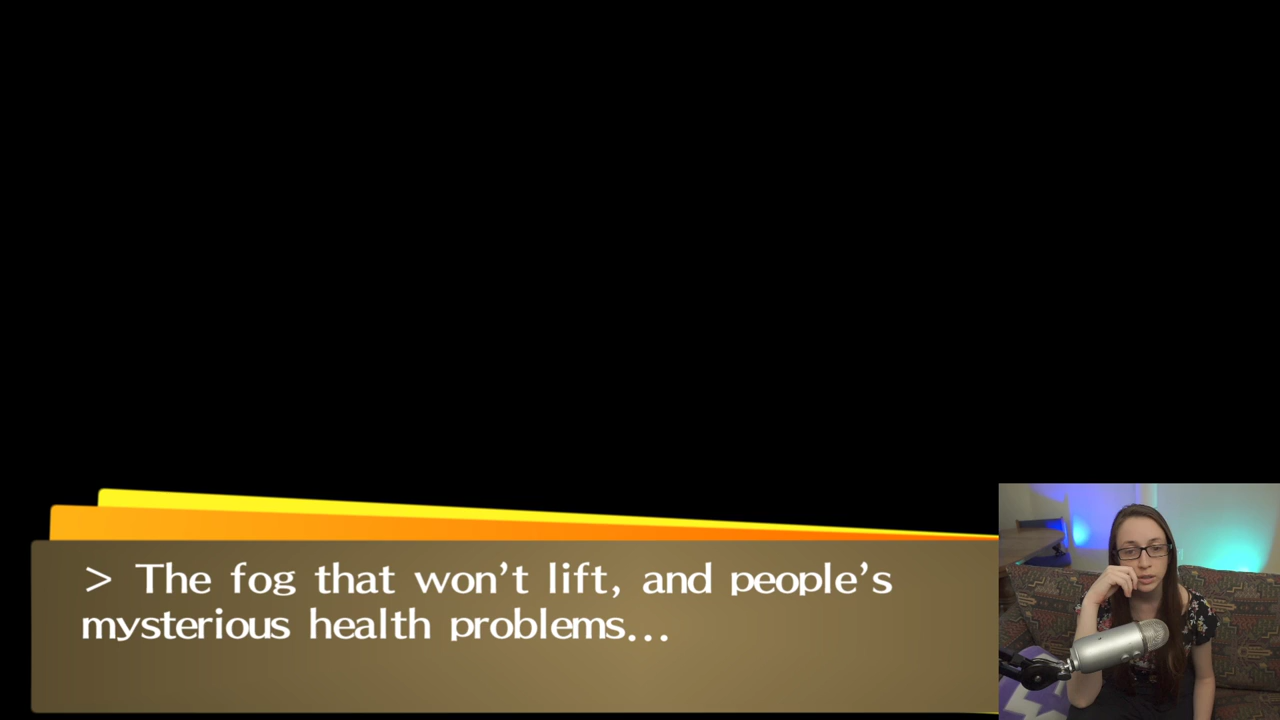 > The fog that won't lift, and people's
mysterious health problems...